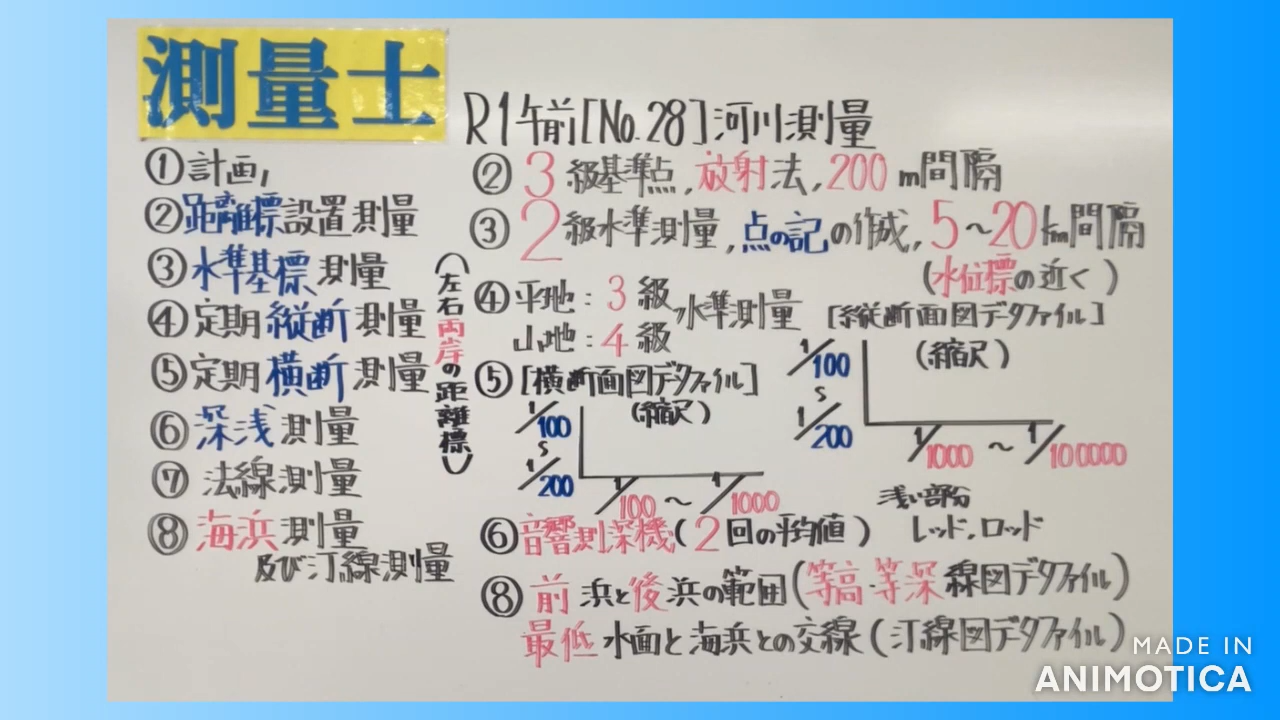 測量士
R1午前[No.28]河川測量
①計画,
②距離標設置測量
③水準基標測量
④定期縦断測量
⑤定期横断測量
⑥深浅測量
⑦法線測量
⑧海浜測量
及び汀線測量
(左右両岸の距離標)
②3級基準点,放射法,200m間隔
③2級水準測量,点の記の作成,5~20km間隔
(水位標の近く)
④平地:3級
山地:4級
水準測量
[縦断面図データファイル]
(縮尺)
1/100
~
1/200
1/1000 ~ 1/100000
⑤[横断面図データファイル]
(縮尺)
1/100
~
1/200
1/100 ~ 1/1000
⑥音響測深機(2回の平均値)
浅い部分
レッド,ロッド
⑧前浜と後浜の範囲(等高・等深線図データファイル)
最低水面と海浜との交線(汀線図データファイル)
MADE IN
ANIMOTICA